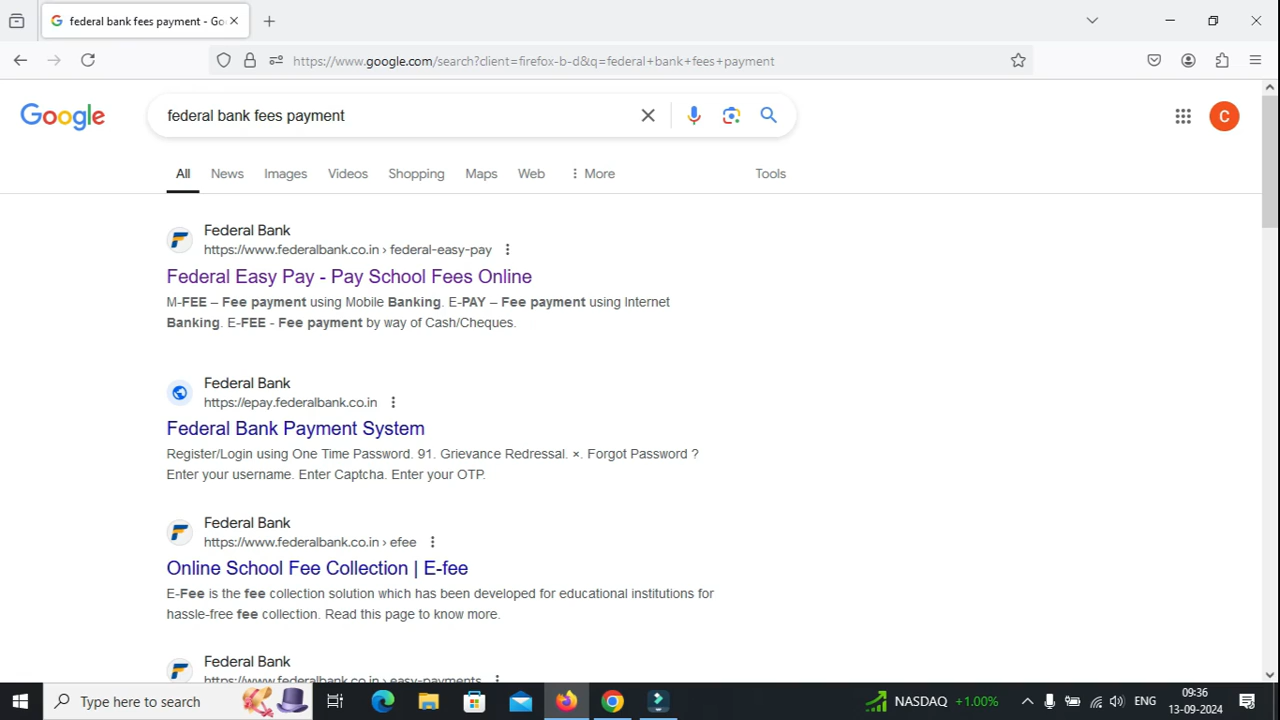 federal bank fees payment - Go
https://www.google.com/search?client=firefox-b-d&q=federal+bank+fees+payment
Google
federal bank fees payment
C
All
News
Images
Videos
Shopping
Maps
Web
More
Tools
Federal Bank
https://www.federalbank.co.in › federal-easy-pay
Federal Easy Pay - Pay School Fees Online
M-FEE – Fee payment using Mobile Banking. E-PAY – Fee payment using Internet
Banking. E-FEE - Fee payment by way of Cash/Cheques.
Federal Bank
https://epay.federalbank.co.in
Federal Bank Payment System
Register/Login using One Time Password. 91. Grievance Redressal. ×. Forgot Password ?
Enter your username. Enter Captcha. Enter your OTP.
Federal Bank
https://www.federalbank.co.in › efee
Online School Fee Collection | E-fee
E-Fee is the fee collection solution which has been developed for educational institutions for
hassle-free fee collection. Read this page to know more.
Federal Bank
https://www.federalbank.co.in › easy-payments
Type here to search
NASDAQ +1.00%
ENG
09:36
13-09-2024